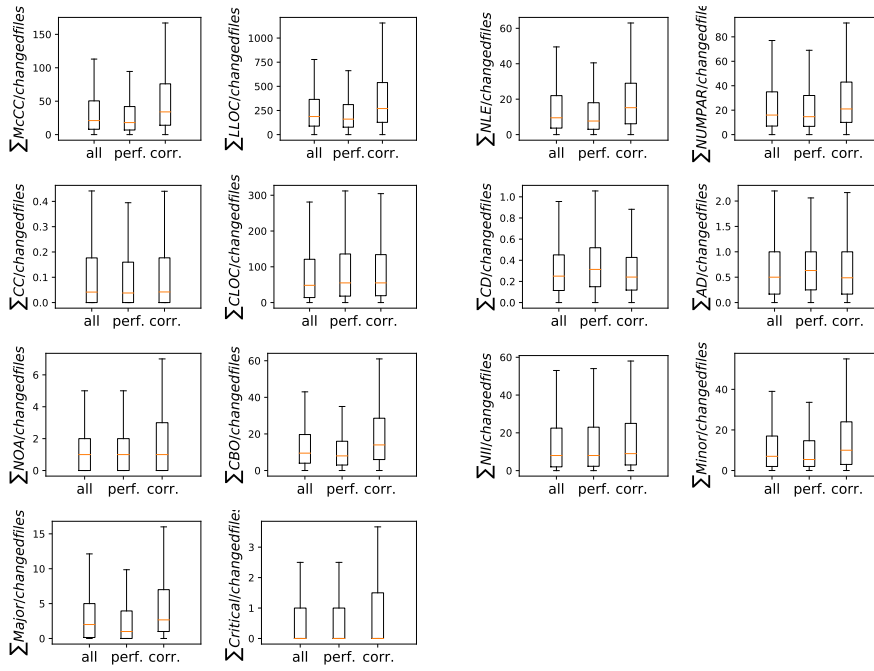 ∑McCC/changedfiles
150
100
50
0
all perf. corr.
∑LLOC/changedfiles
1000
750
500
250
0
all perf. corr.
∑NLE/changedfiles
60
40
20
0
all perf. corr.
∑NUMPAR/changedfile
80
60
40
20
0
all perf. corr.
∑CC/changedfiles
0.4
0.3
0.2
0.1
0.0
all perf. corr.
∑CLOC/changedfiles
300
200
100
0
all perf. corr.
∑CD/changedfiles
1.0
0.8
0.6
0.4
0.2
0.0
all perf. corr.
∑AD/changedfiles
2.0
1.5
1.0
0.5
0.0
all perf. corr.
∑NOA/changedfiles
6
4
2
0
all perf. corr.
∑CBO/changedfiles
60
40
20
0
all perf. corr.
∑NII/changedfiles
60
40
20
0
all perf. corr.
∑Minor/changedfiles
40
20
0
all perf. corr.
∑Major/changedfiles
15
10
5
0
all perf. corr.
∑Critical/changedfiles
3
2
1
0
all perf. corr.